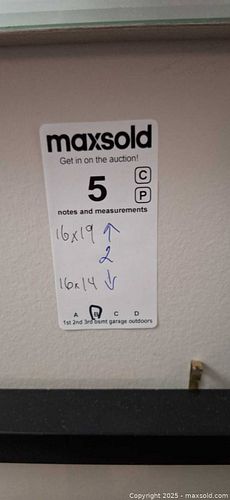 maxsold
Get in on the auction!
5 C
P
notes and measurements
16x19 ↑
2
16x14 ↓
A B C D
1st 2nd 3rd bsmt garage outdoors
Copyright 2025 - maxsold.com